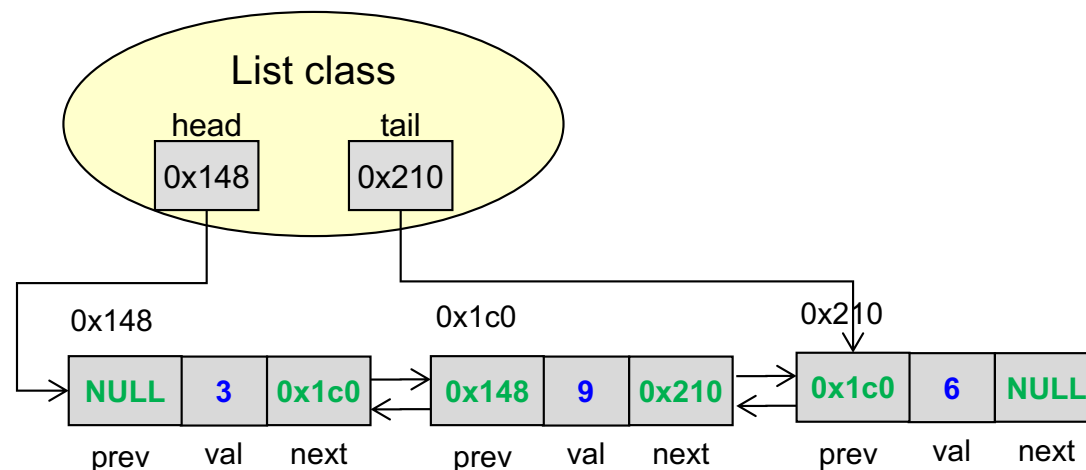 List class
head tail
0x148 0x210
0x148 0x1c0 0x210
NULL 3 0x1c0 0x148 9 0x210 0x1c0 6 NULL
prev val next prev val next prev val next